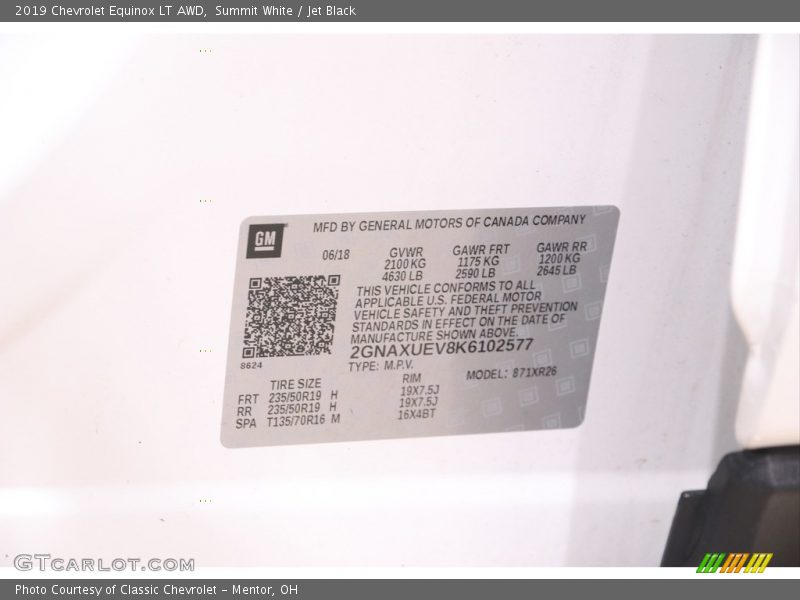 2019 Chevrolet Equinox LT AWD, Summit White / Jet Black
GM
MFD BY GENERAL MOTORS OF CANADA COMPANY
06/18
GVWR GAWR FRT GAWR RR
2100 KG 1175 KG 1200 KG
4630 LB 2590 LB 2645 LB
THIS VEHICLE CONFORMS TO ALL
APPLICABLE U.S. FEDERAL MOTOR
VEHICLE SAFETY AND THEFT PREVENTION
STANDARDS IN EFFECT ON THE DATE OF
MANUFACTURE SHOWN ABOVE.
2GNAXUEV8K6102577
8624
TYPE: M.P.V. MODEL: 871XR26
TIRE SIZE RIM
FRT 235/50R19 H 19X7.5J
RR 235/50R19 H 19X7.5J
SPA T135/70R16 M 16X4BT
GTCARLOT.COM
Photo Courtesy of Classic Chevrolet - Mentor, OH